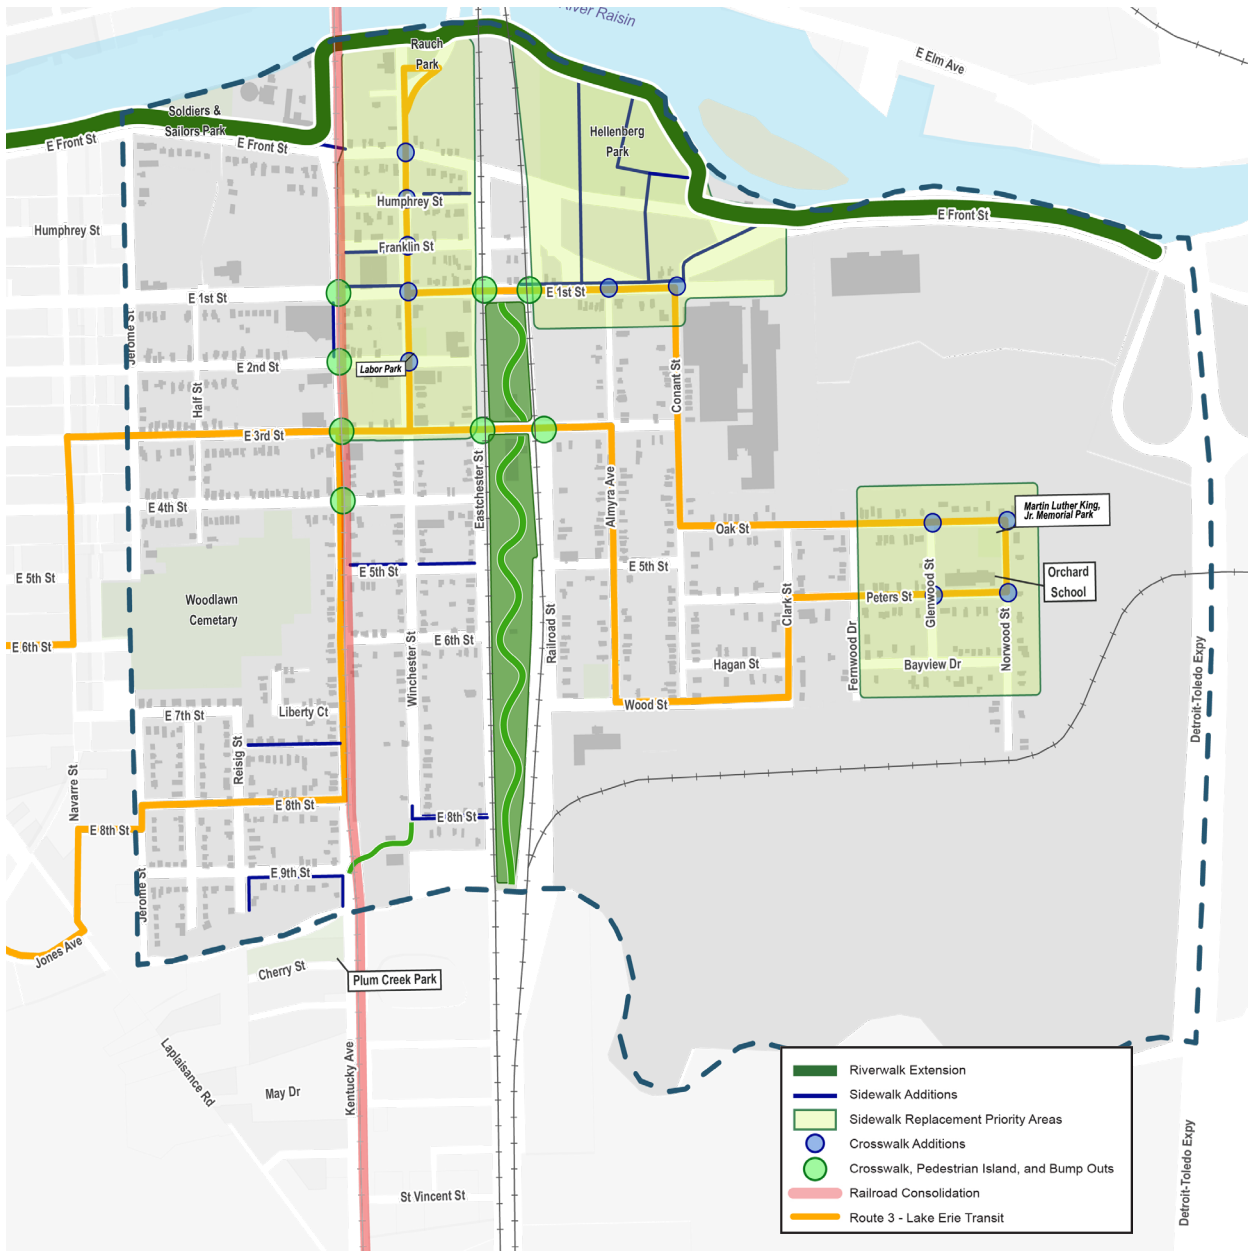 River Raisin
E Elm Ave
Rauch
Park
Soldiers &
Sailors Park
E Front St
E Front St
Hellenberg
Park
E Front St
Humphrey St
Humphrey St
Franklin St
E 1st St
E 1st St
Jerome St
E 2nd St
Labor Park
Half St
Conant St
E 3rd St
Eastchester St
Almyra Ave
E 4th St
Oak St
Martin Luther King,
Jr. Memorial Park
E 5th St
E 5th St
E 5th St
Orchard
School
Woodlawn
Cemetary
Peters St
Glenwood St
Clark St
E 6th St
E 6th St
Railroad St
Winchester St
Fernwood Dr
Norwood St
Hagan St
Bayview Dr
Detroit-Toledo Expy
E 7th St
Liberty Ct
Wood St
Reisig St
Navarre St
E 8th St
E 8th St
E 8th St
E 9th St
Jerome St
Jones Ave
Cherry St
Plum Creek Park
Laplaisance Rd
May Dr
Kentucky Ave
St Vincent St
Detroit-Toledo Expy
Riverwalk Extension
Sidewalk Additions
Sidewalk Replacement Priority Areas
Crosswalk Additions
Crosswalk, Pedestrian Island, and Bump Outs
Railroad Consolidation
Route 3 - Lake Erie Transit